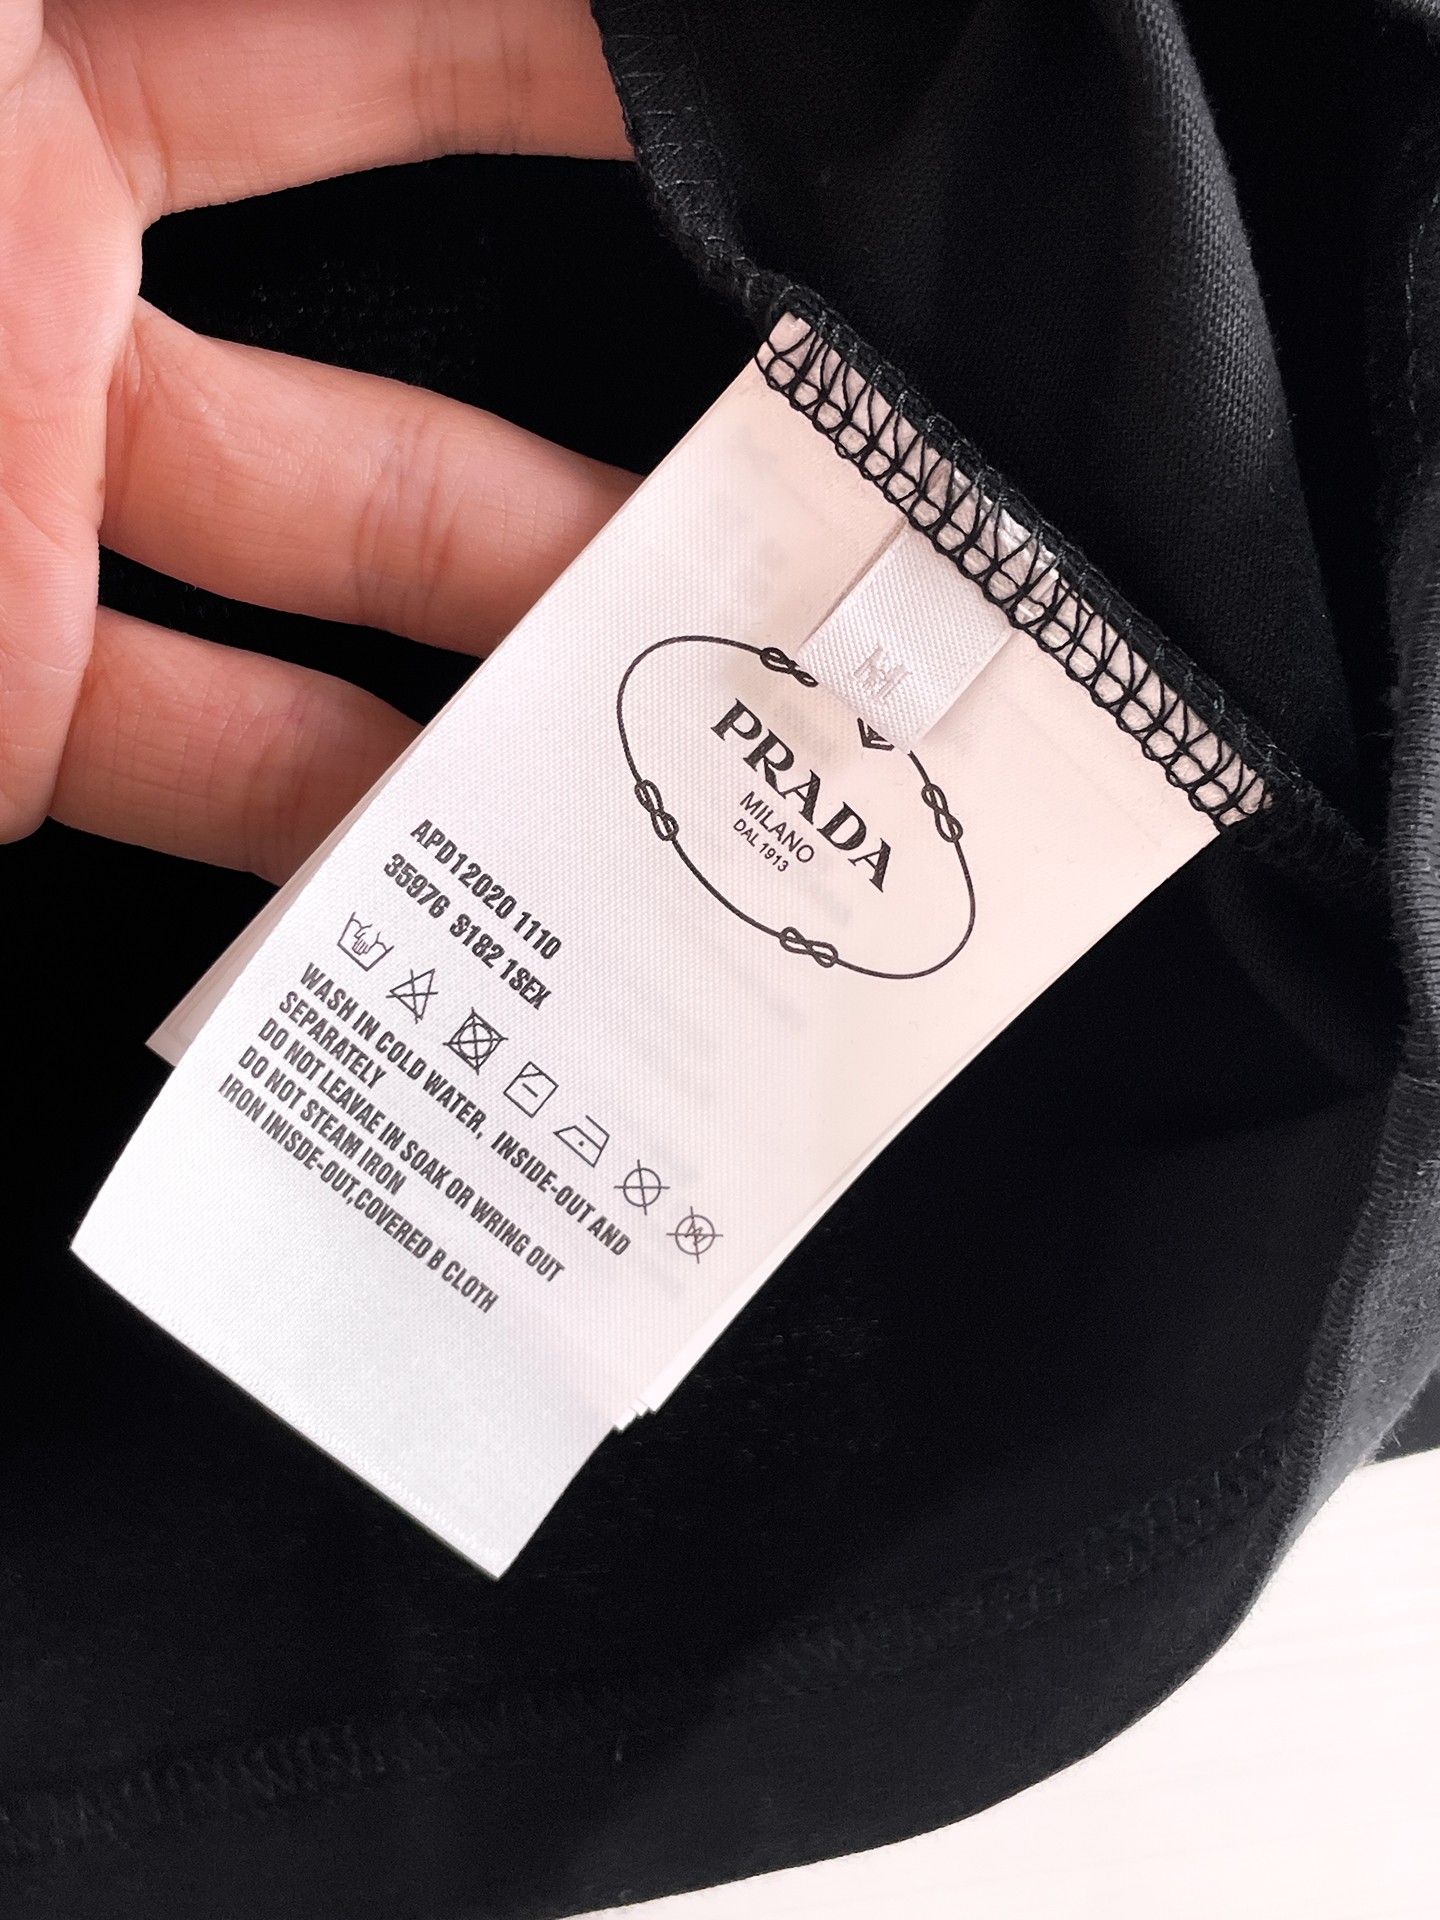 PRADA
MILANO
DAL 1913
APD12020 1110
35976 S182 1SEX
WASH IN COLD WATER, INSIDE-OUT AND
SEPARATELY
DO NOT LEAVAE IN SOAK OR WRING OUT
DO NOT STEAM IRON
IRON INISDE-OUT,COVERED B CLOTH